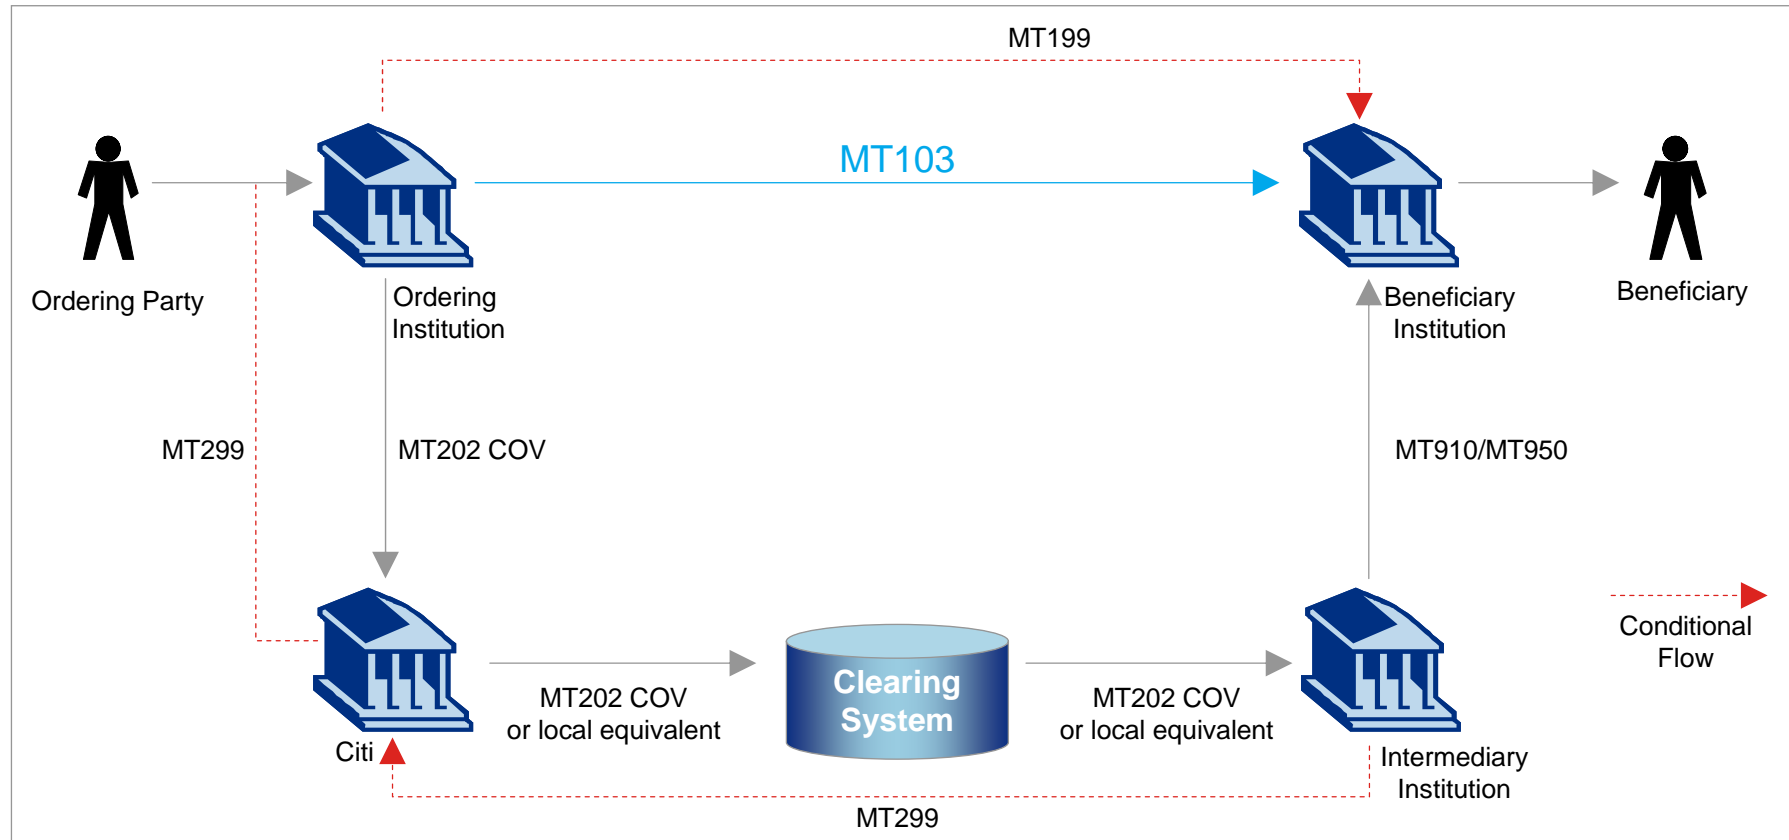 MT199
MT103
Ordering Party
Ordering
Institution
Beneficiary
Institution
Beneficiary
MT299
MT202 COV
MT910/MT950
Clearing
System
MT202 COV
or local equivalent
MT202 COV
or local equivalent
Conditional
Flow
Citi
Intermediary
Institution
MT299